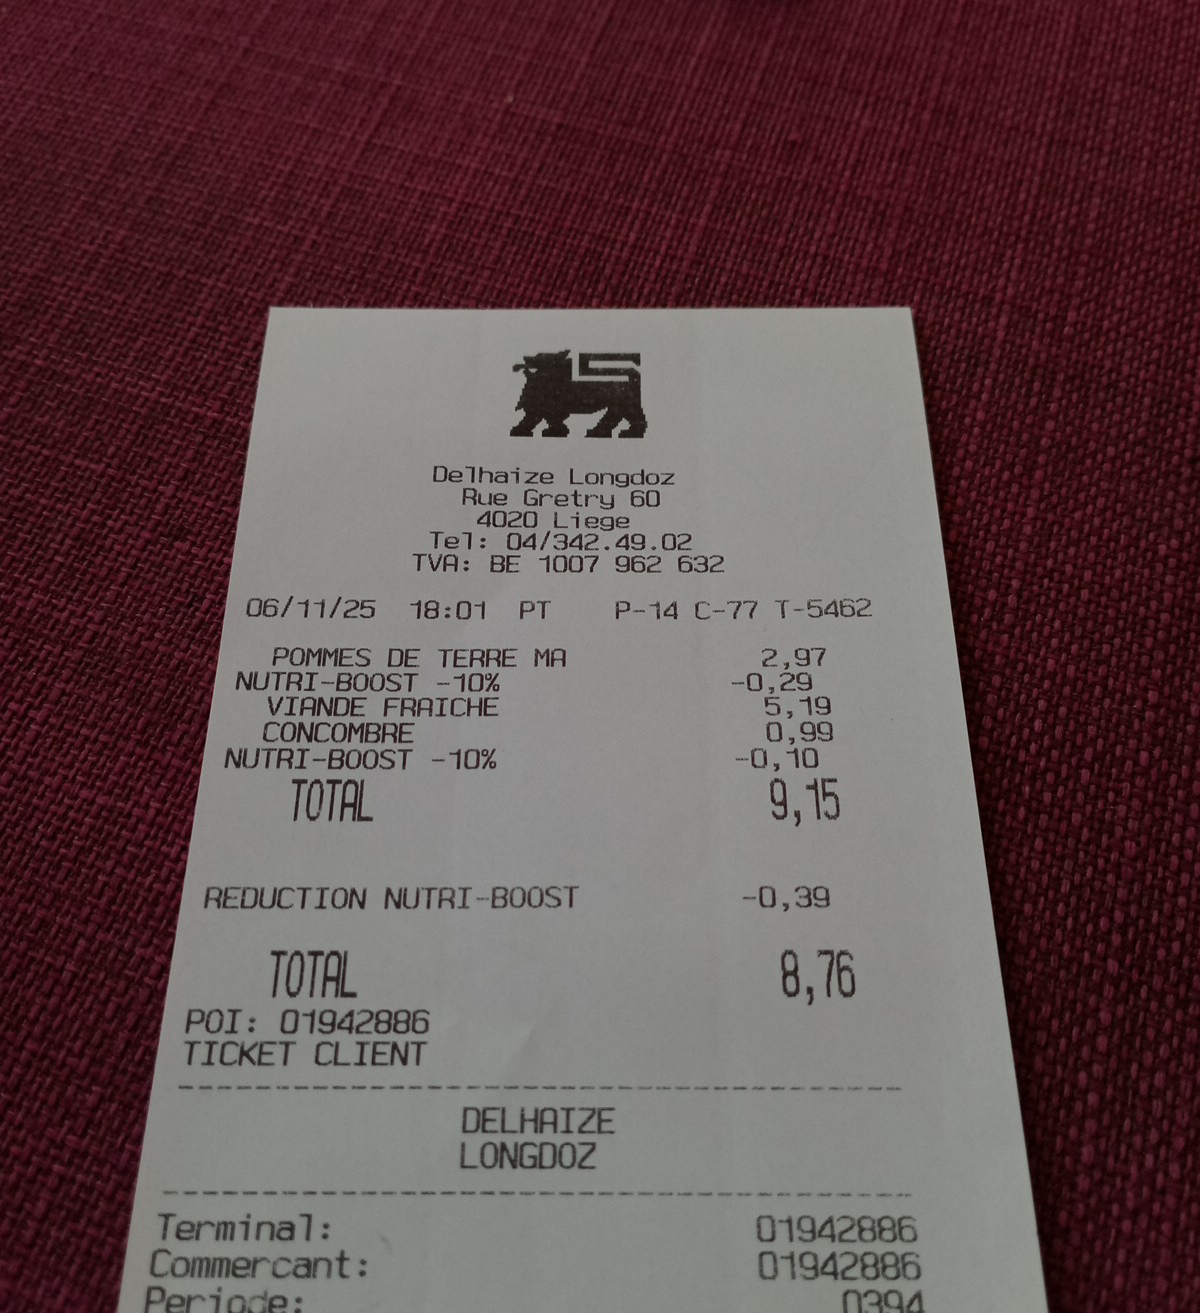 Delhaize Longdoz
Rue Gretry 60
4020 Liege
Tel: 04/342.49.02
TVA: BE 1007 962 632
06/11/25 18:01 PT P-14 C-77 T-5462
POMMES DE TERRE MA 2,97
NUTRI-BOOST -10% -0,29
VIANDE FRAICHE 5,19
CONCOMBRE 0,99
NUTRI-BOOST -10% -0,10
TOTAL 9,15
REDUCTION NUTRI-BOOST -0,39
TOTAL 8,76
POI: 01942886
TICKET CLIENT
DELHAIZE
LONGDOZ
Terminal: 01942886
Commercant: 01942886
Periode: 0394